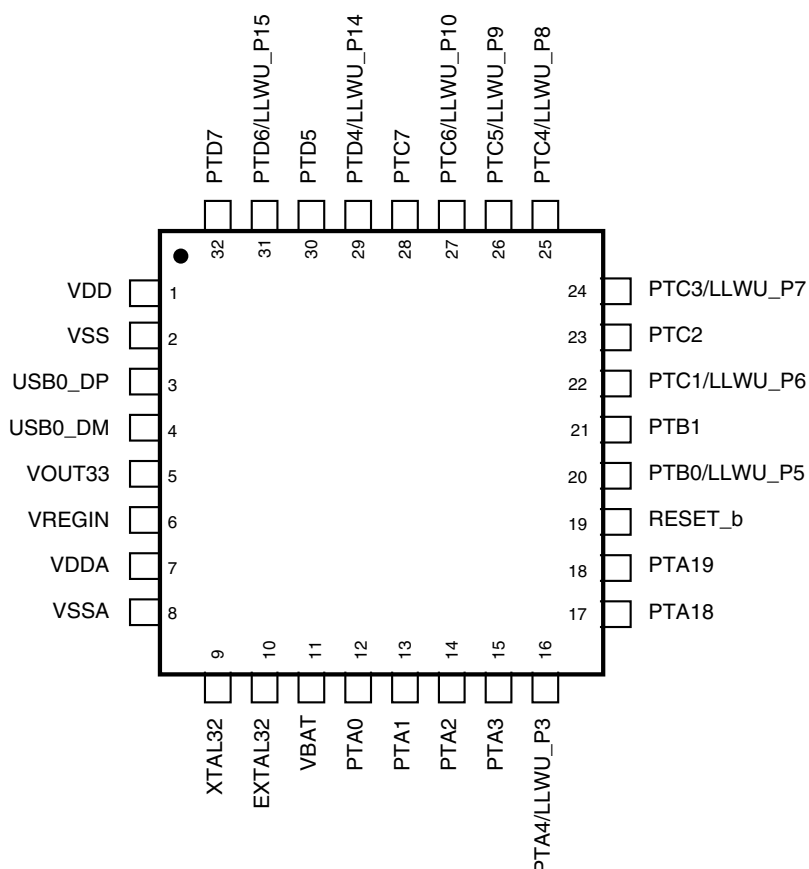 PTD7
PTD6/LLWU_P15
PTD5
PTD4/LLWU_P14
PTC7
PTC6/LLWU_P10
PTC5/LLWU_P9
PTC4/LLWU_P8
32
31
30
29
28
27
26
25
VDD 1
VSS 2
USB0_DP 3
USB0_DM 4
VOUT33 5
VREGIN 6
VDDA 7
VSSA 8
24 PTC3/LLWU_P7
23 PTC2
22 PTC1/LLWU_P6
21 PTB1
20 PTB0/LLWU_P5
19 RESET_b
18 PTA19
17 PTA18
9
10
11
12
13
14
15
16
XTAL32
EXTAL32
VBAT
PTA0
PTA1
PTA2
PTA3
PTA4/LLWU_P3